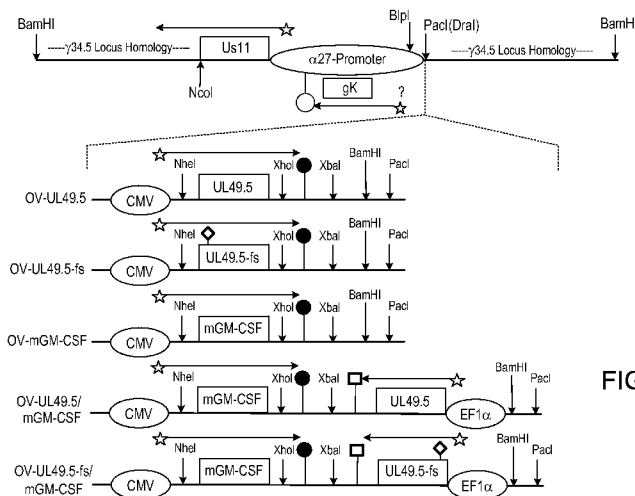 BamHI
γ34.5 Locus Homology
Us11
NcoI
α27-Promoter
gK
?
BlpI
PacI(DraI)
γ34.5 Locus Homology
BamH
OV-UL49.5
CMV
NheI
UL49.5
XhoI
XbaI
BamHI
PacI
OV-UL49.5-fs
CMV
NheI
UL49.5-fs
XhoI
XbaI
BamHI
PacI
OV-mGM-CSF
CMV
NheI
mGM-CSF
XhoI
XbaI
BamHI
PacI
OV-UL49.5/
mGM-CSF
CMV
NheI
mGM-CSF
XhoI
XbaI
UL49.5
EF1α
BamHI
PacI
OV-UL49.5-fs/
mGM-CSF
CMV
NheI
mGM-CSF
XhoI
XbaI
UL49.5-fs
EF1α
BamHI
PacI
FIG